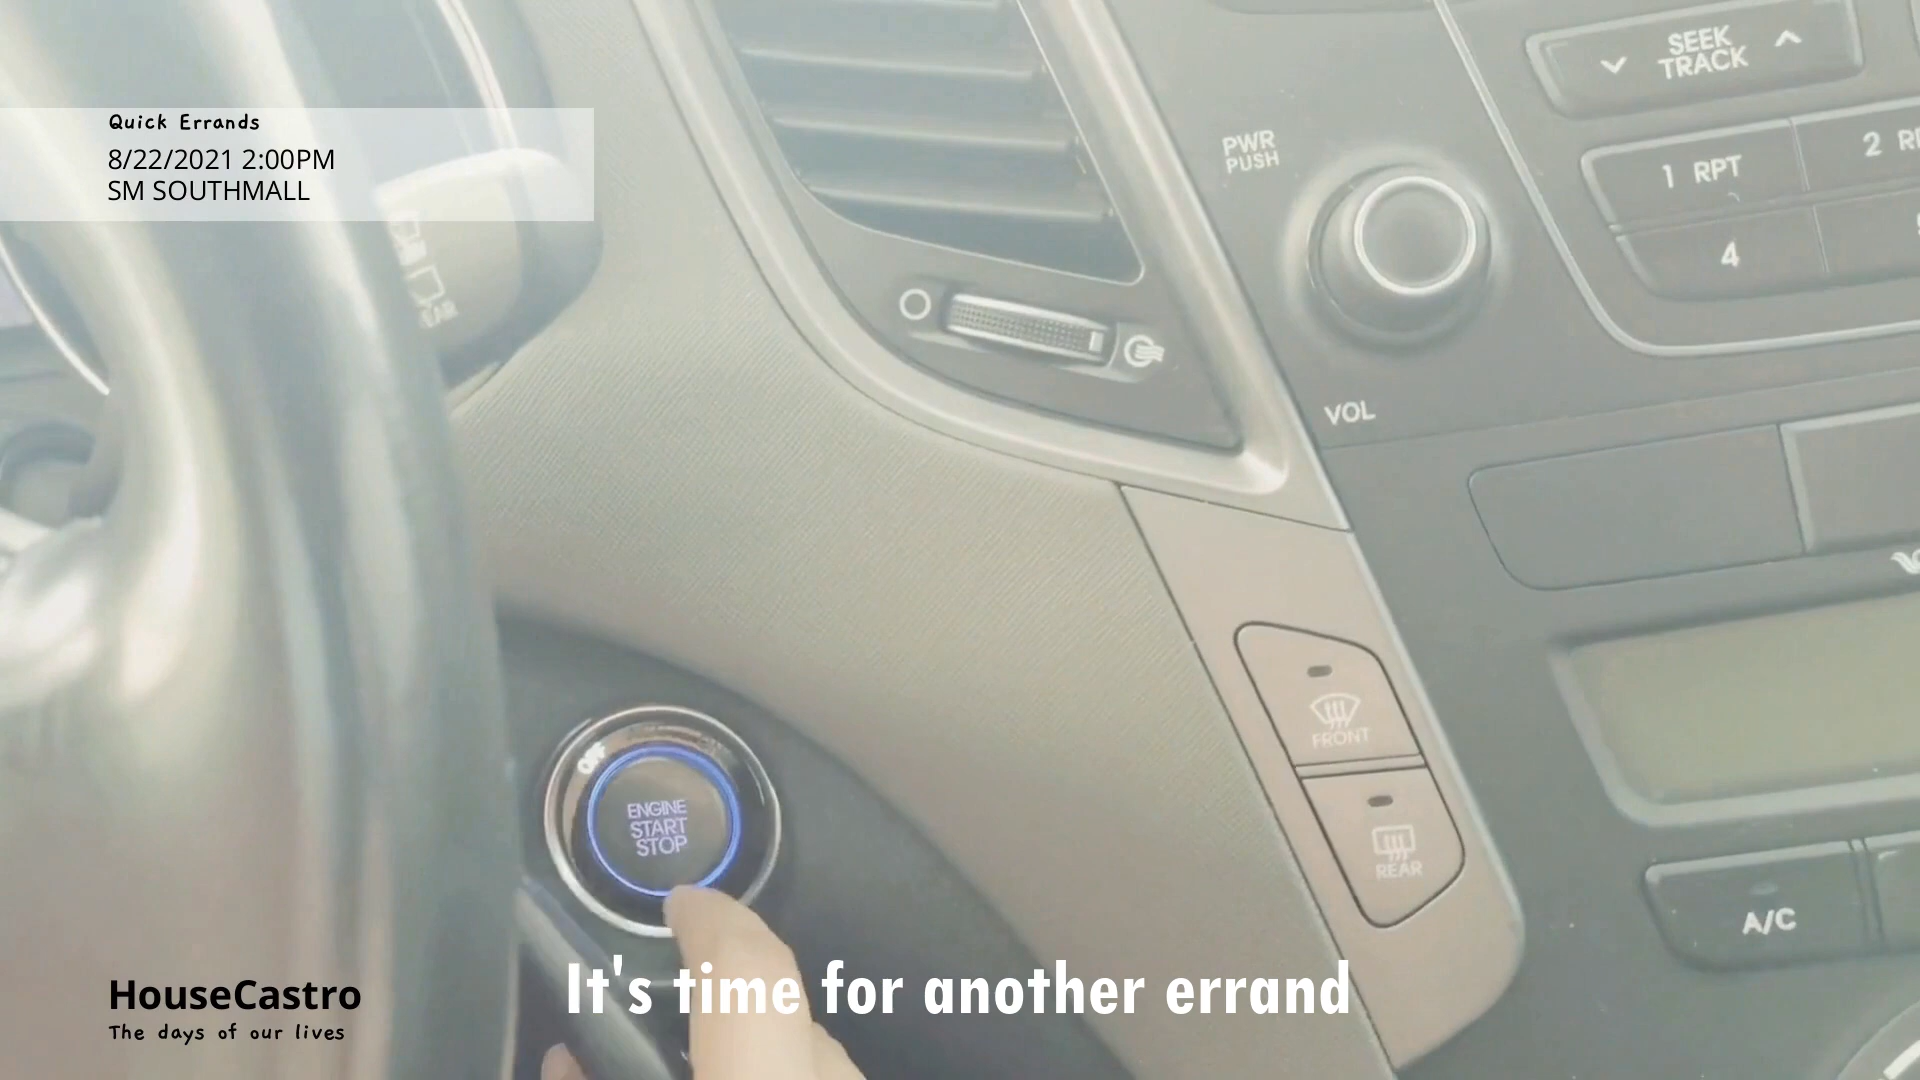 Quick Errands
8/22/2021 2:00PM
SM SOUTHMALL
SEEK
TRACK
PWR
PUSH
1 RPT
2
4
VOL
FRONT
REAR
OFF
ENGINE
START
STOP
A/C
It's time for another errand
HouseCastro
The days of our lives